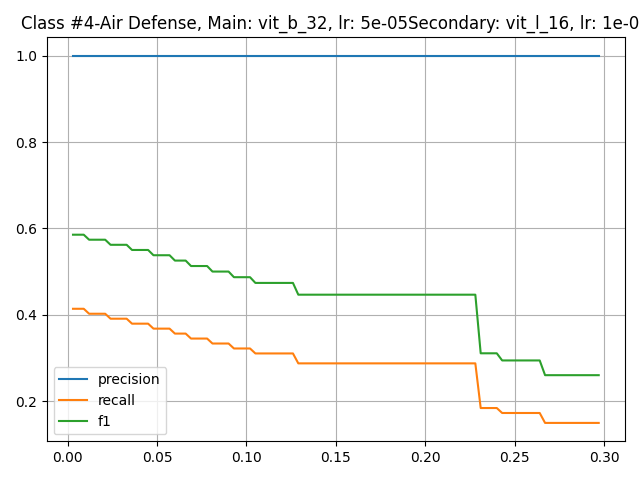 Class #4-Air Defense, Main: vit_b_32, lr: 5e-05Secondary: vit_l_16, lr: 1e-0
1.0
0.8
0.6
0.4
0.2
precision
recall
f1
0.00 0.05 0.10 0.15 0.20 0.25 0.30